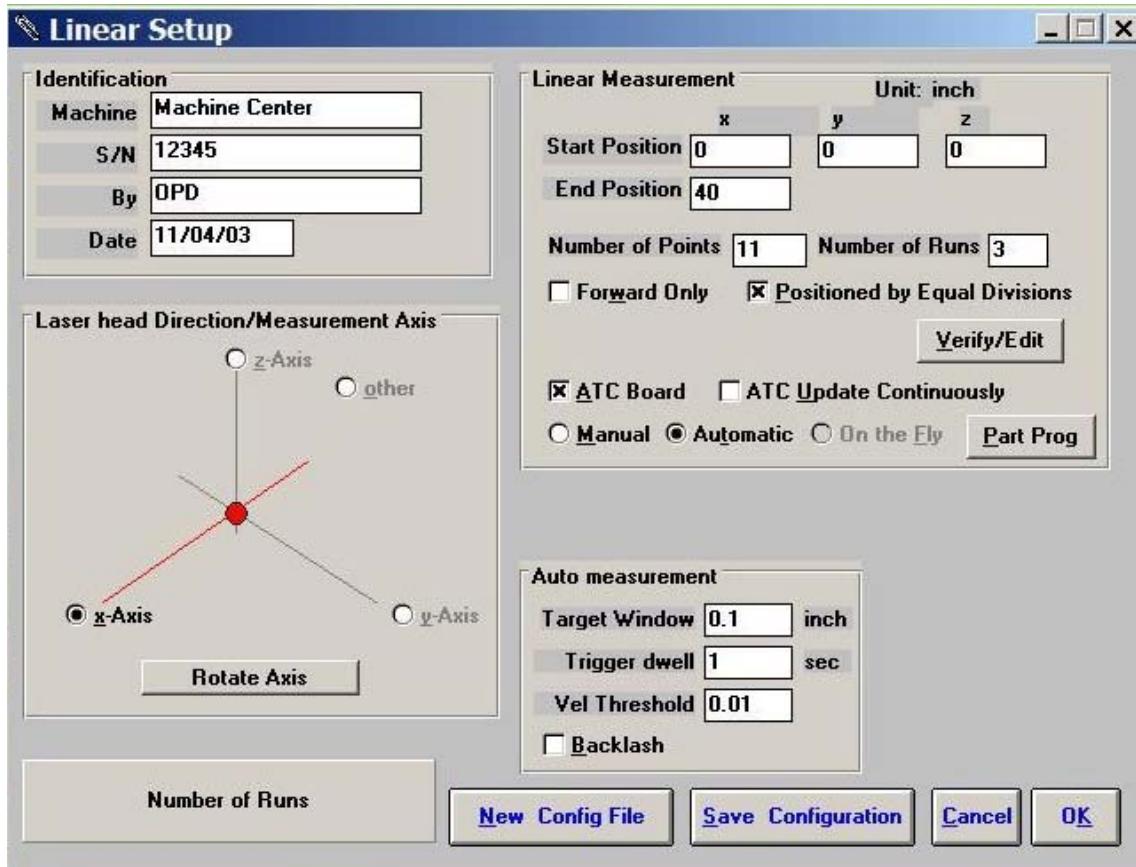 Linear Setup
Identification
Machine Machine Center
S/N 12345
By OPD
Date 11/04/03
Laser head Direction/Measurement Axis
z-Axis
other
x-Axis
y-Axis
Rotate Axis
Number of Runs
Linear Measurement
Unit: inch
x y z
Start Position 0 0 0
End Position 40
Number of Points 11 Number of Runs 3
Forward Only Positioned by Equal Divisions
Verify/Edit
ATC Board ATC Update Continuously
Manual Automatic On the Fly Part Prog
Auto measurement
Target Window 0.1 inch
Trigger dwell 1 sec
Vel Threshold 0.01
Backlash
New Config File Save Configuration Cancel OK